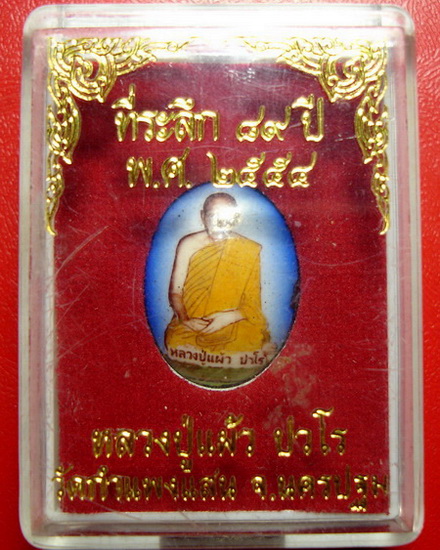 ที่ระลึก ๘๙ ปี
พ.ศ. ๒๕๕๔
หลวงปู่แผ้ว ปวโร
หลวงปู่แผ้ว ปวโร
วัดกำแพงแสน จ.นครปฐม